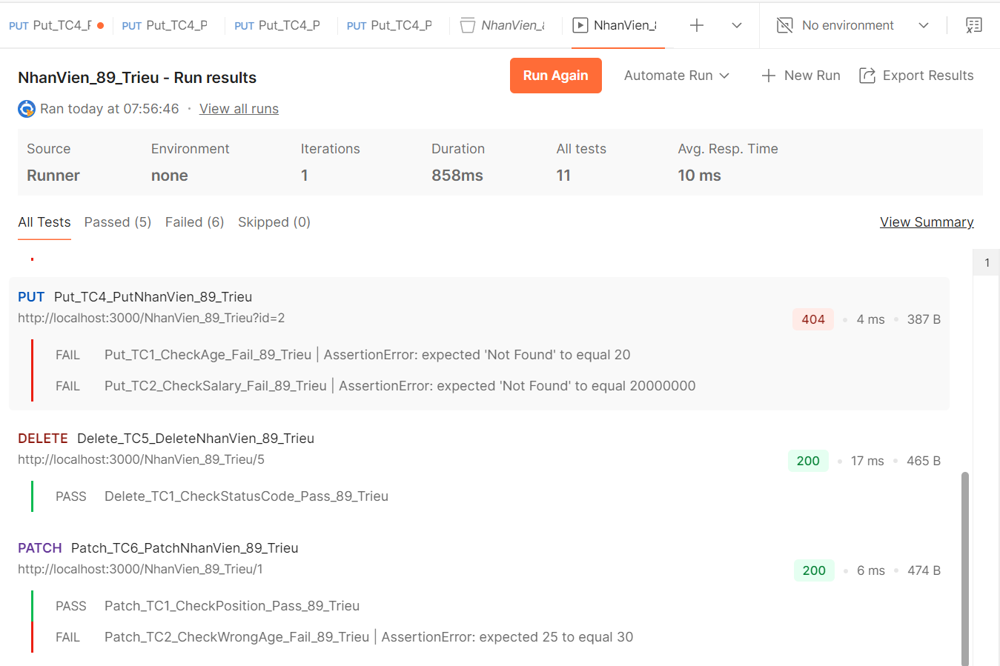 PUT Put_TC4_P PUT Put_TC4_P PUT Put_TC4_P PUT Put_TC4_P NhanVien_8 NhanVien_8 No environment
NhanVien_89_Trieu - Run results
Run Again Automate Run New Run Export Results
Ran today at 07:56:46 · View all runs
Source Environment Iterations Duration All tests Avg. Resp. Time
Runner none 1 858ms 11 10 ms
All Tests Passed (5) Failed (6) Skipped (0) View Summary
1
PUT Put_TC4_PutNhanVien_89_Trieu
http://localhost:3000/NhanVien_89_Trieu?id=2
404 • 4 ms • 387 B
FAIL Put_TC1_CheckAge_Fail_89_Trieu | AssertionError: expected 'Not Found' to equal 20
FAIL Put_TC2_CheckSalary_Fail_89_Trieu | AssertionError: expected 'Not Found' to equal 20000000
DELETE Delete_TC5_DeleteNhanVien_89_Trieu
http://localhost:3000/NhanVien_89_Trieu/5
200 • 17 ms • 465 B
PASS Delete_TC1_CheckStatusCode_Pass_89_Trieu
PATCH Patch_TC6_PatchNhanVien_89_Trieu
http://localhost:3000/NhanVien_89_Trieu/1
200 • 6 ms • 474 B
PASS Patch_TC1_CheckPosition_Pass_89_Trieu
FAIL Patch_TC2_CheckWrongAge_Fail_89_Trieu | AssertionError: expected 25 to equal 30